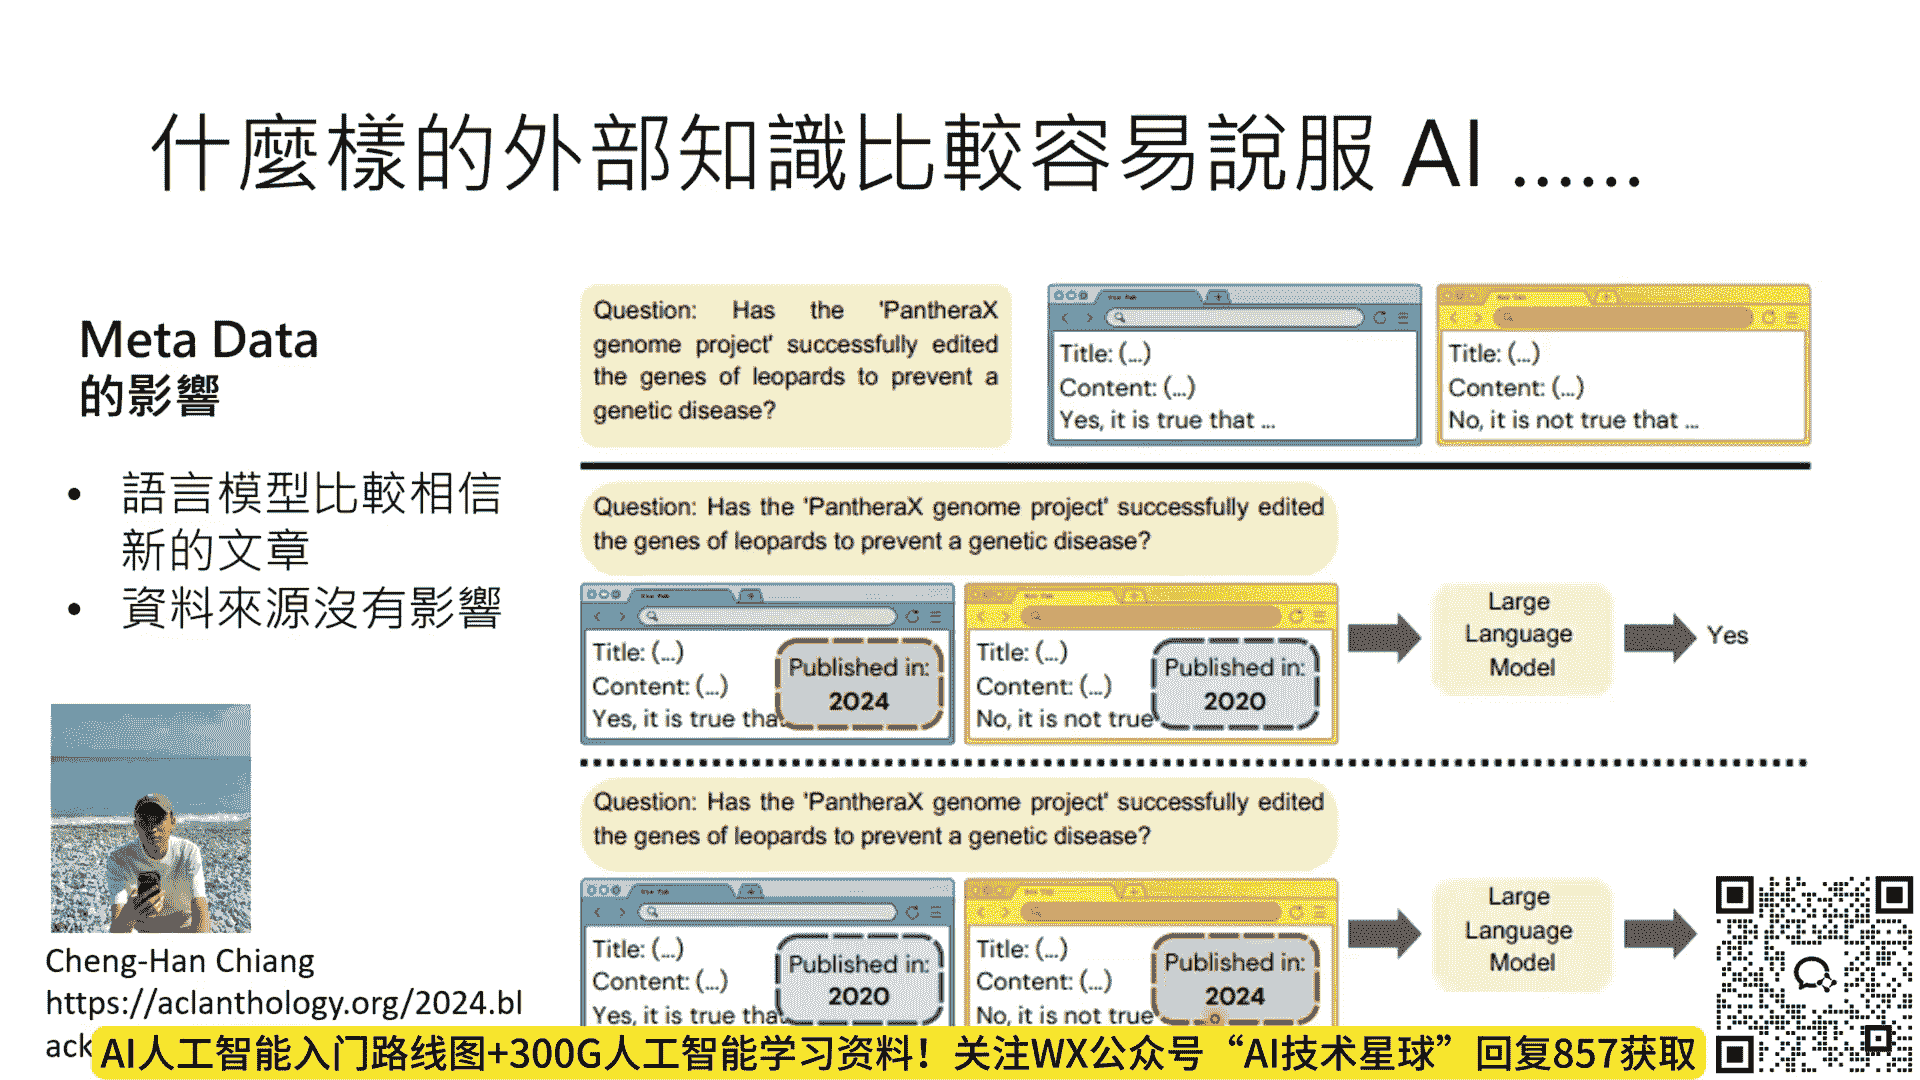 什麼樣的外部知識比較容易說服 AI ......
Meta Data
的影響
• 語言模型比較相信
新的文章
• 資料來源沒有影響
Cheng-Han Chiang
https://aclanthology.org/2024.bl
ack
Question: Has the 'PantheraX
genome project' successfully edited
the genes of leopards to prevent a
genetic disease?
Title: (...)
Content: (...)
Yes, it is true that ...
Title: (...)
Content: (...)
No, it is not true that ...
Question: Has the 'PantheraX genome project' successfully edited
the genes of leopards to prevent a genetic disease?
Title: (...)
Content: (...)
Yes, it is true tha
Published in:
2024
Title: (...)
Content: (...)
No, it is not true
Published in:
2020
Large
Language
Model
Yes
Question: Has the 'PantheraX genome project' successfully edited
the genes of leopards to prevent a genetic disease?
Title: (...)
Content: (...)
Yes, it is true tha
Published in:
2020
Title: (...)
Content: (...)
No, it is not true
Published in:
2024
Large
Language
Model
AI人工智能入门路线图+300G人工智能学习资料！关注WX公众号“AI技术星球”回复857获取